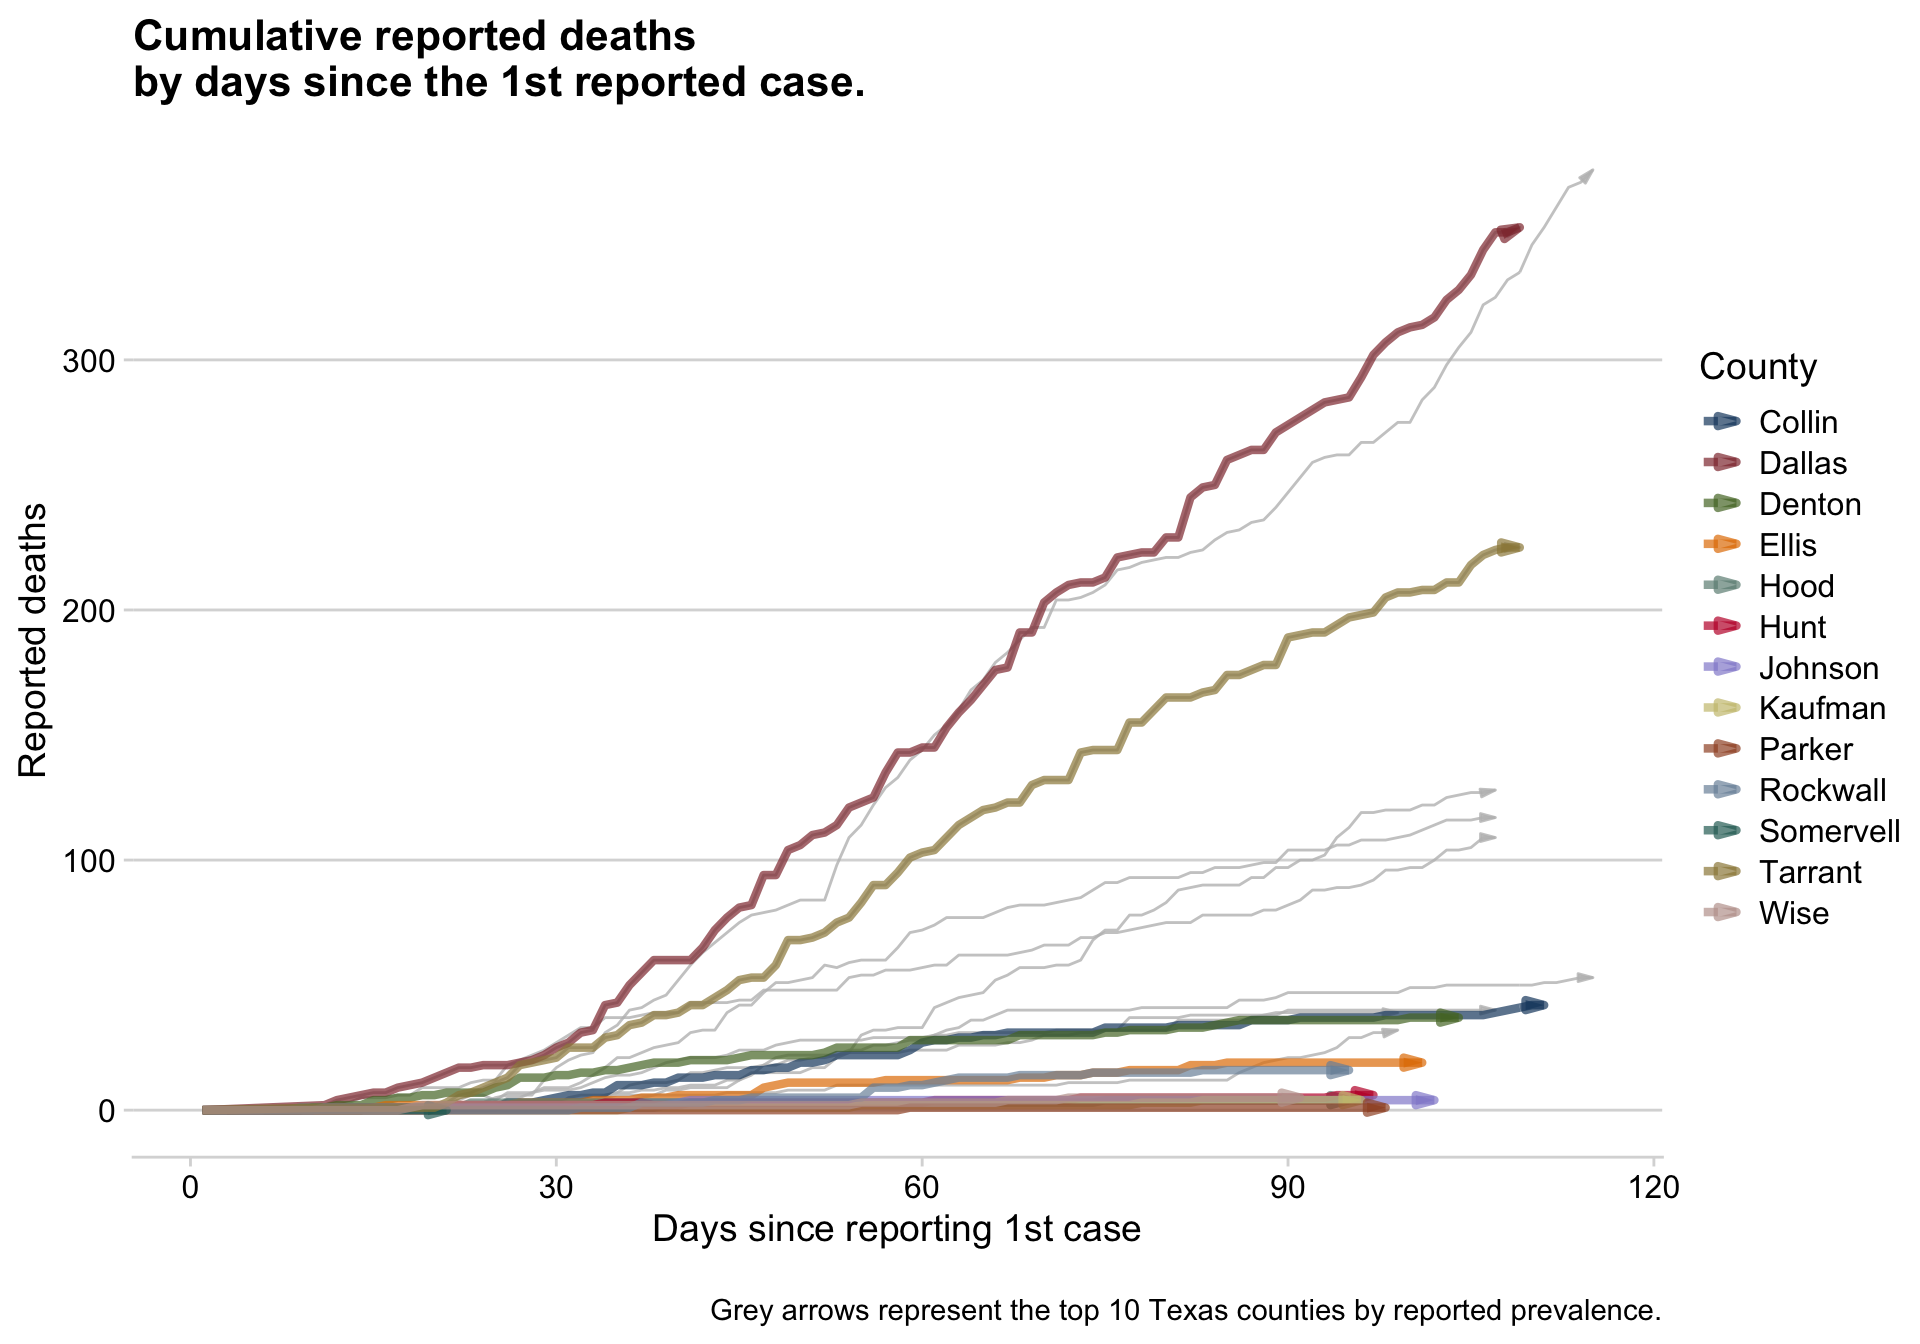 Cumulative reported deaths
by days since the 1st reported case.
Reported deaths
300
200
100
0
0
30
60
90
120
Days since reporting 1st case
County
Collin
Dallas
Denton
Ellis
Hood
Hunt
Johnson
Kaufman
Parker
Rockwall
Somervell
Tarrant
Wise
Grey arrows represent the top 10 Texas counties by reported prevalence.